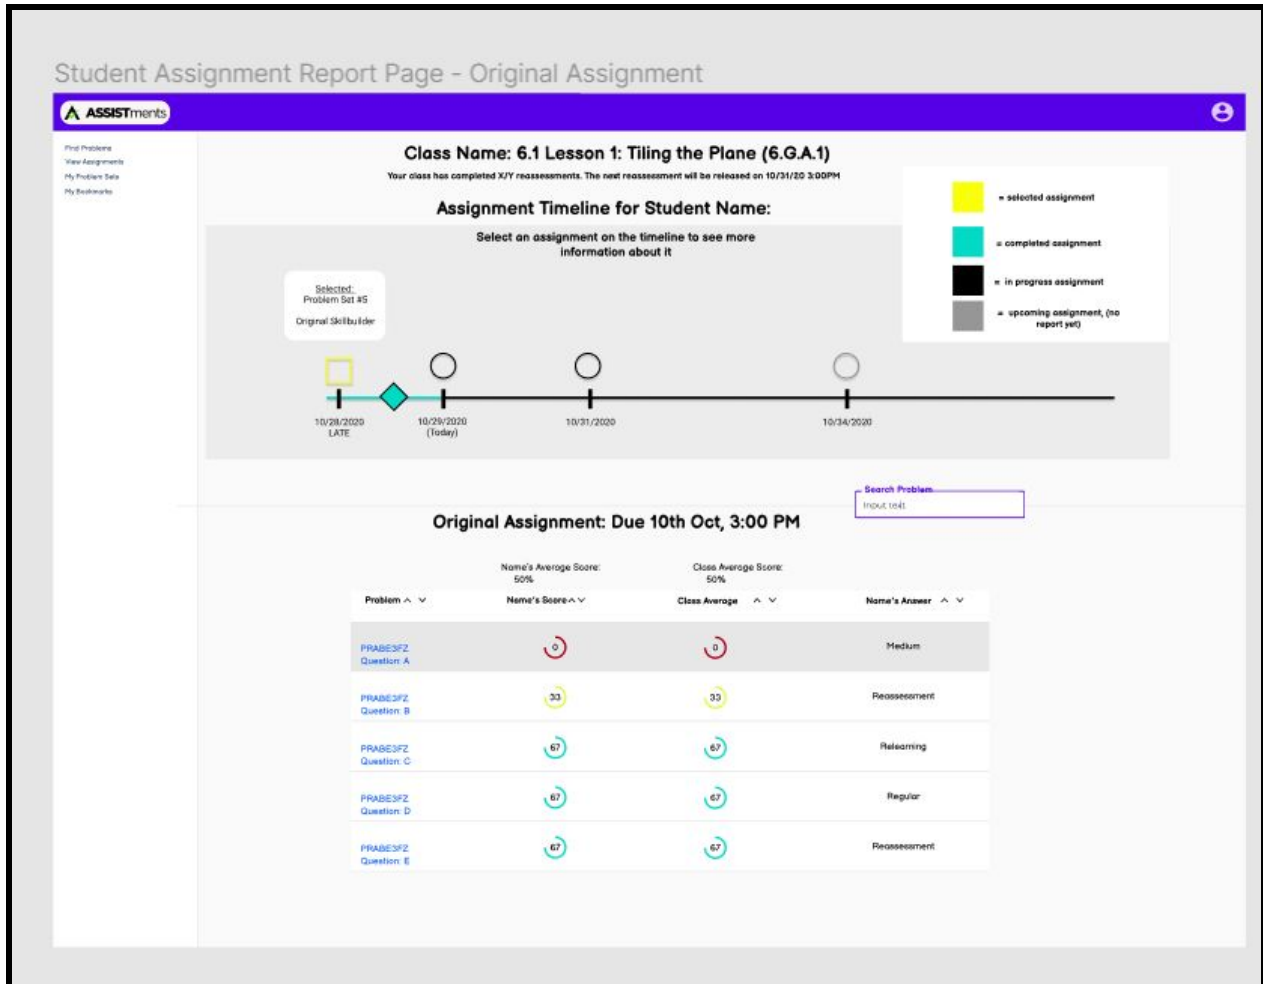 Student Assignment Report Page - Original Assignment
ASSISTments
Find Problems
View Assignments
My Problem Sets
My Bookmarks
Class Name: 6.1 Lesson 1: Tiling the Plane (6.G.A.1)
Your class has completed X/Y reassessments. The next reassessment will be released on 10/31/20 3:00PM
Assignment Timeline for Student Name:
Select an assignment on the timeline to see more
information about it
= selected assignment
= completed assignment
= in progress assignment
= upcoming assignment, (no
report yet)
Selected:
Problem Set #5
Original Skillbuilder
10/28/2020
LATE
10/29/2020
(Today)
10/31/2020
10/34/2020
Search Problem
Input text
Original Assignment: Due 10th Oct, 3:00 PM
Name's Average Score:
50%
Class Average Score:
50%
Problem Name's Score Class Average Name's Answer
PRABE3FZ
Question: A
0 0 Medium
PRABE3FZ
Question: B
33 33 Reassessment
PRABE3FZ
Question: C
67 67 Relearning
PRABE3FZ
Question: D
67 67 Regular
PRABE3FZ
Question: E
67 67 Reassessment